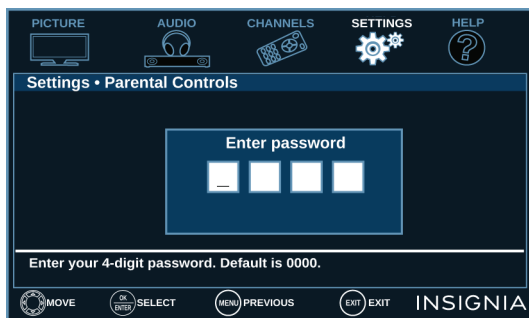 PICTURE AUDIO CHANNELS SETTINGS HELP
?
Settings • Parental Controls
Enter password
_
Enter your 4-digit password. Default is 0000.
MOVE OK ENTER SELECT MENU PREVIOUS EXIT EXIT INSIGNIA